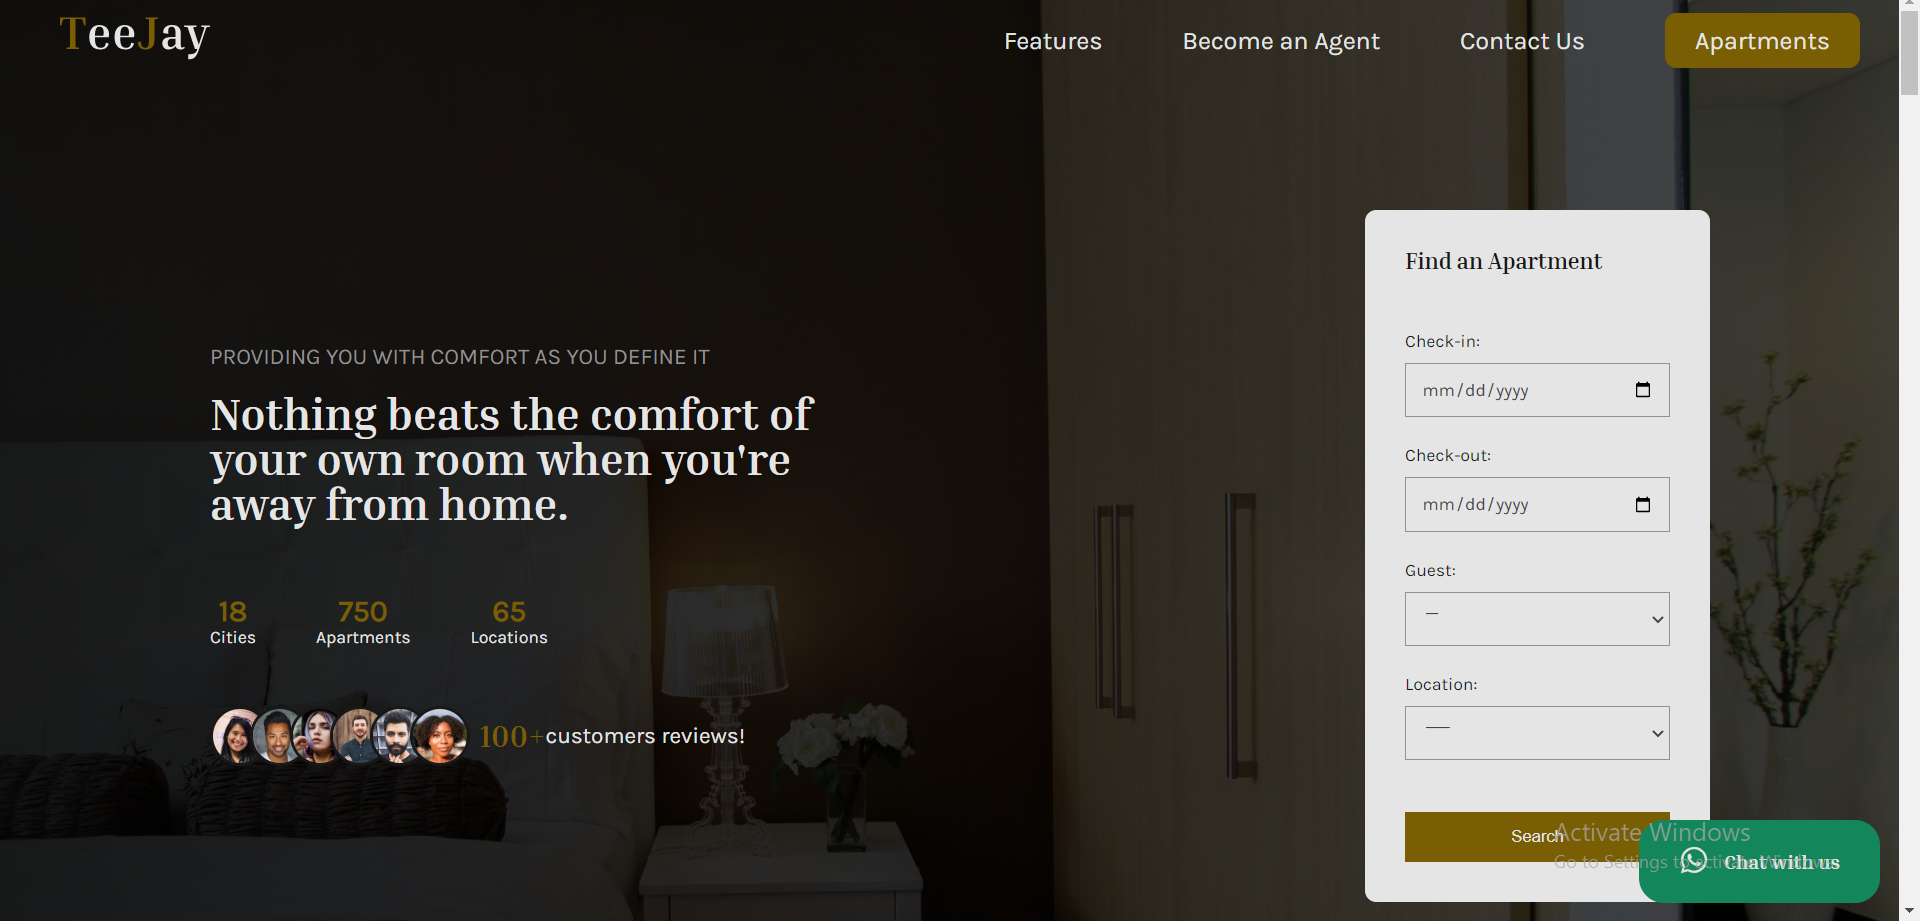 TeeJay
Features
Become an Agent
Contact Us
Apartments
PROVIDING YOU WITH COMFORT AS YOU DEFINE IT
Nothing beats the comfort of
your own room when you're
away from home.
18
Cities
750
Apartments
65
Locations
100+customers reviews!
Find an Apartment
Check-in:
mm/dd/yyyy
Check-out:
mm/dd/yyyy
Guest:
—
Location:
——
Search
Activate Windows
Go to Settings to activate Windows.
Chat with us